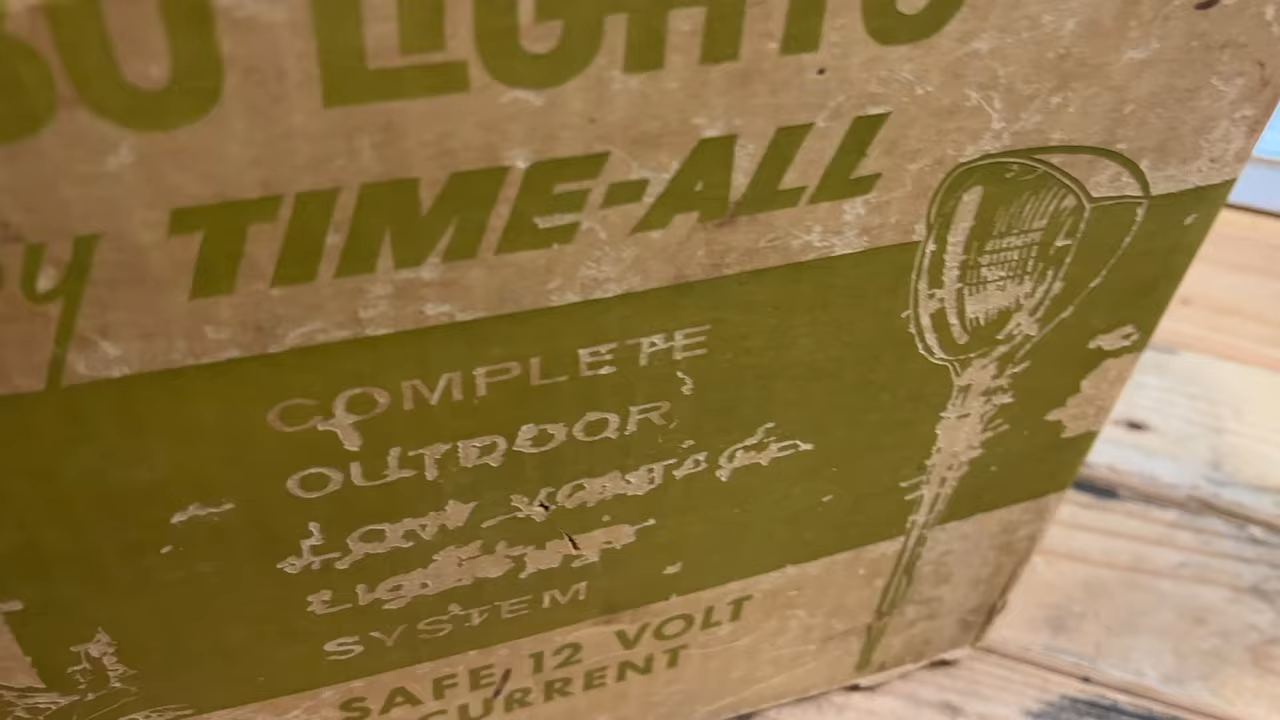 LIGHTS
by TIME-ALL
COMPLETE
OUTDOOR
LOW VOLTAGE
LIGHTING
SYSTEM
SAFE 12 VOLT
CURRENT